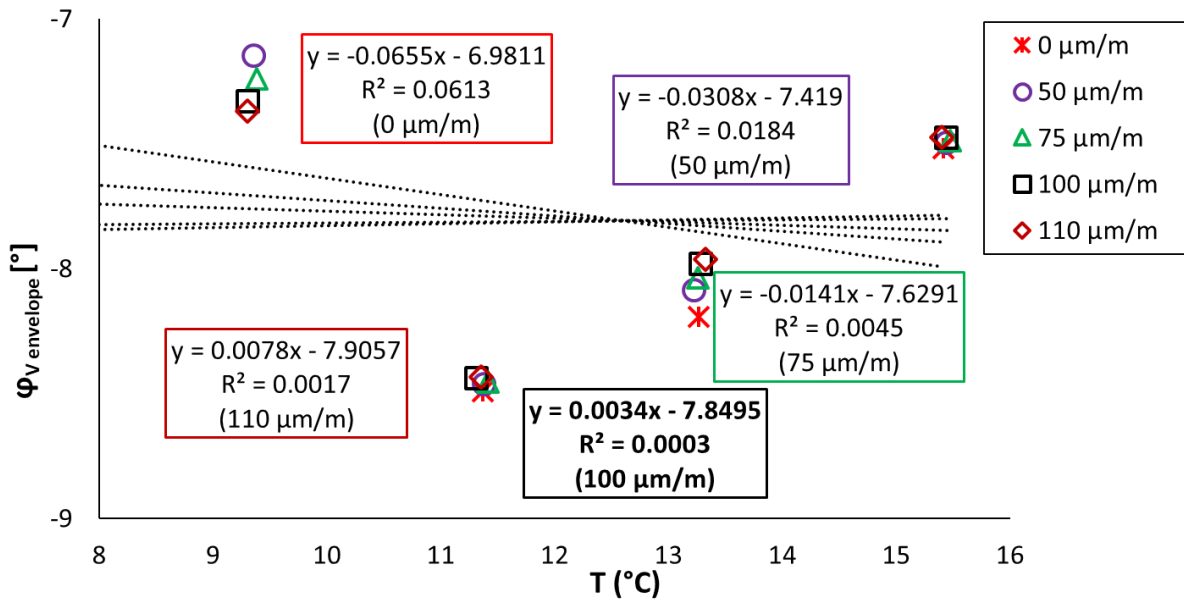 -7
-8
-9
φV envelope [°]
8
9
10
11
12
13
14
15
16
T (°C)
y = -0.0655x - 6.9811
R² = 0.0613
(0 μm/m)
y = -0.0308x - 7.419
R² = 0.0184
(50 μm/m)
y = -0.0141x - 7.6291
R² = 0.0045
(75 μm/m)
y = 0.0078x - 7.9057
R² = 0.0017
(110 μm/m)
y = 0.0034x - 7.8495
R² = 0.0003
(100 μm/m)
0 μm/m
50 μm/m
75 μm/m
100 μm/m
110 μm/m